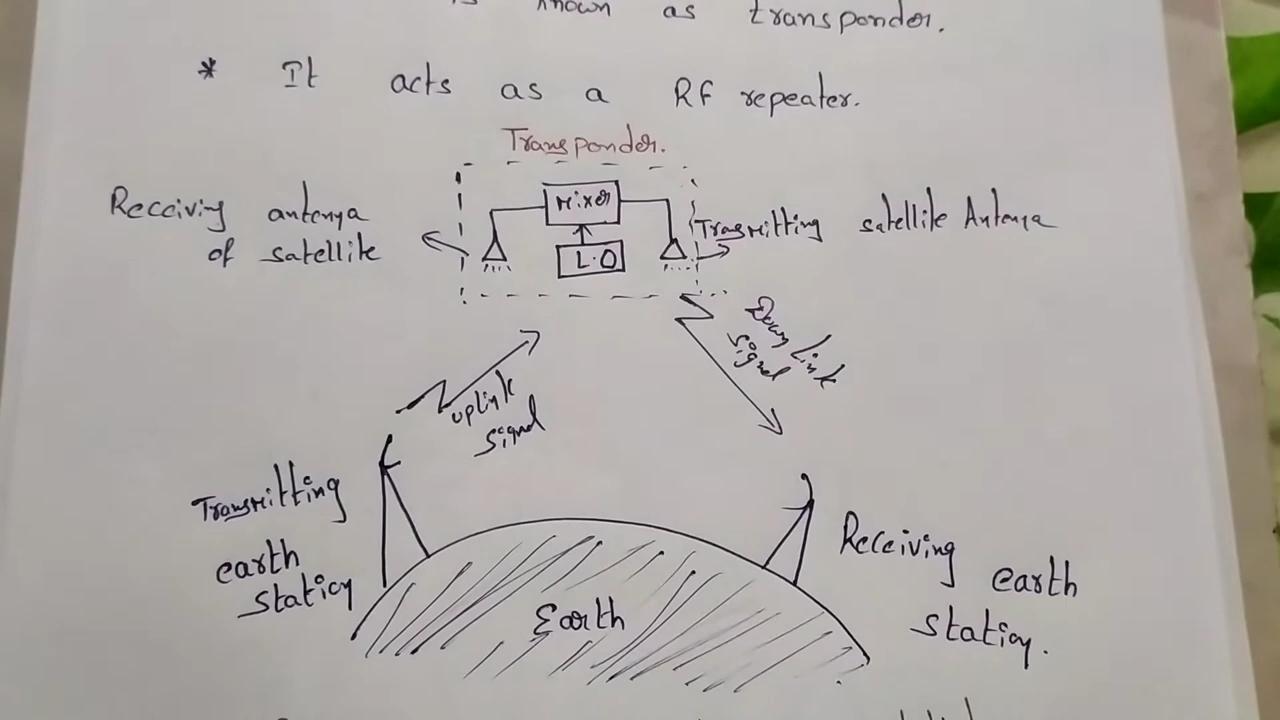 is known as transponder.
* It acts as a RF repeater.
Transponder.
Receiving antenna
of satellite
Mixer
L.O
Transmitting satellite Antenna
Down link
signal
uplink
signal
Transmitting
earth
station
Receiving earth
station.
Earth